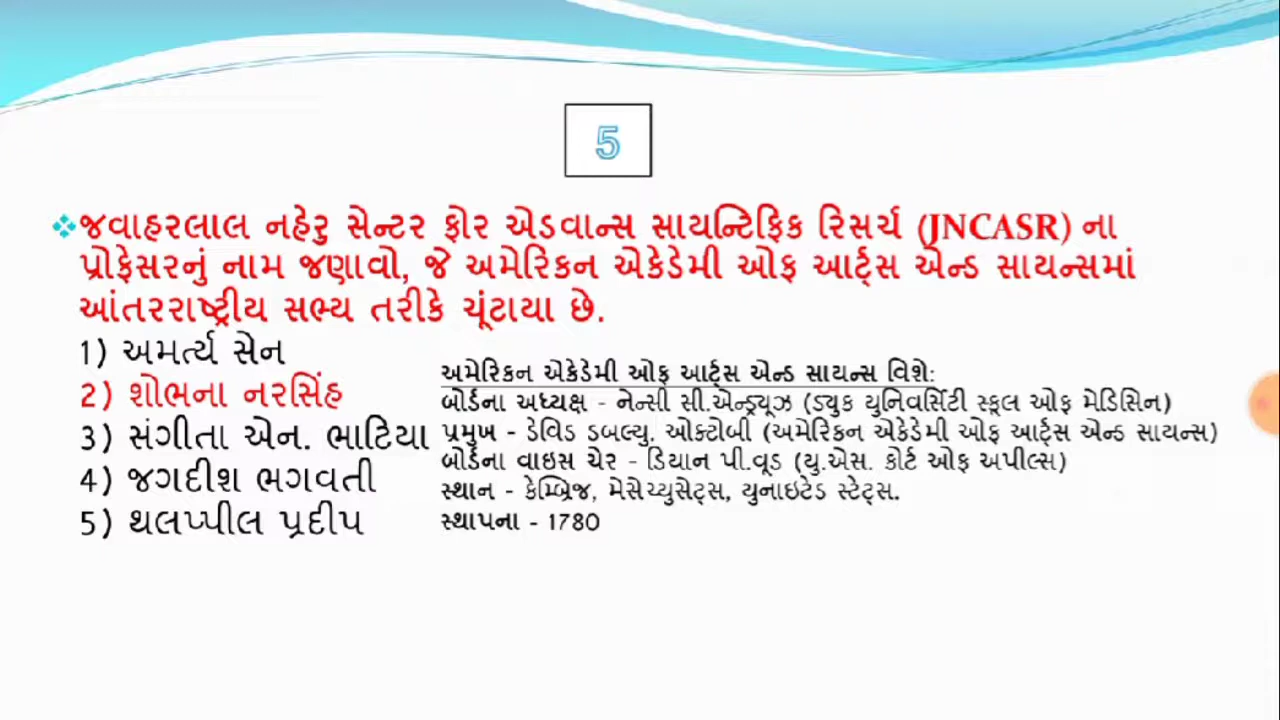 5
❖જવાહરલાલ નહેરુ સેન્ટર ફોર એડવાન્સ સાયન્ટિફિક રિસર્ચ (JNCASR) ના
પ્રોફેસરનું નામ જણાવો, જે અમેરિકન એકેડેમી ઓફ આર્ટ્સ એન્ડ સાયન્સમાં
આંતરરાષ્ટ્રીય સભ્ય તરીકે ચૂંટાયા છે.
1) અમર્ત્ય સેન
2) શોભના નરસિંહ
3) સંગીતા એન. ભાટિયા
4) જગદીશ ભગવતી
5) થલપ્પીલ પ્રદીપ
અમેરિકન એકેડેમી ઓફ આર્ટ્સ એન્ડ સાયન્સ વિશે:
બોર્ડના અધ્યક્ષ - નેન્સી સી.એન્ડ્ર્યૂઝ (ડ્યુક યુનિવર્સિટી સ્કૂલ ઓફ મેડિસિન)
પ્રમુખ - ડેવિડ ડબલ્યુ. ઓક્ટોબી (અમેરિકન એકેડેમી ઓફ આર્ટ્સ એન્ડ સાયન્સ)
બોર્ડના વાઇસ ચેર - ડિયાન પી.વૂડ (યુ.એસ. કોર્ટ ઓફ અપીલ્સ)
સ્થાન - કેમ્બ્રિજ, મેસેચ્યુસેટ્સ, યુનાઇટેડ સ્ટેટ્સ.
સ્થાપના - 1780